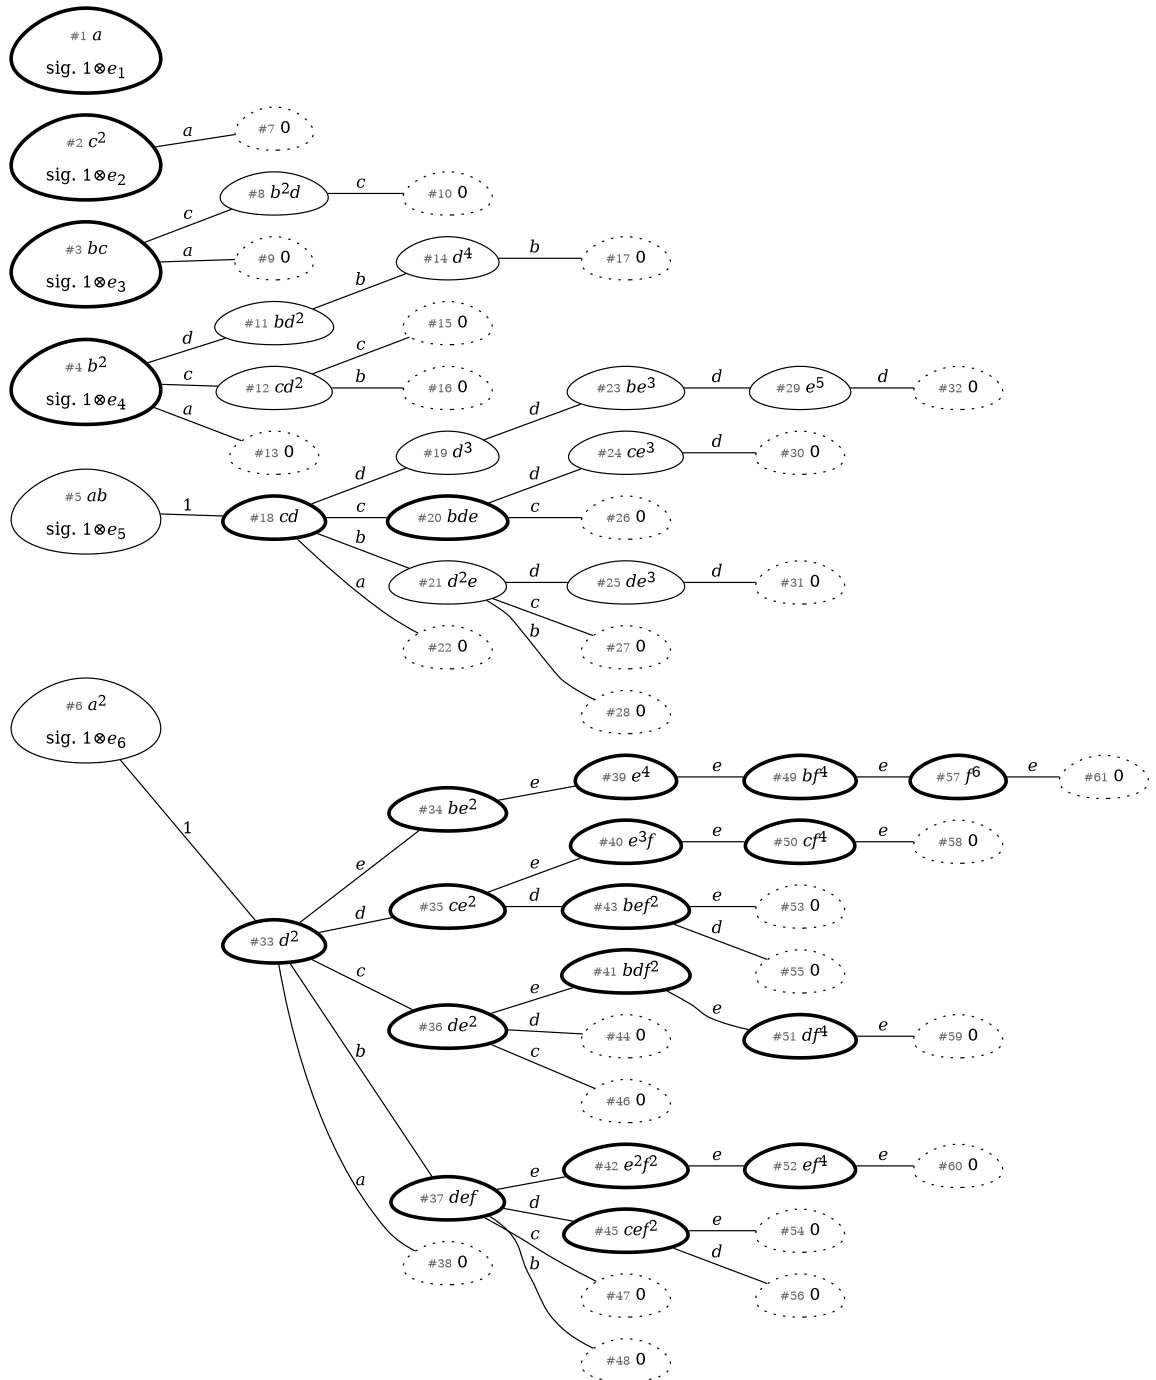 #1 a
sig. 1⊗e₁
#2 c²
sig. 1⊗e₂
a
#7 0
#3 bc
sig. 1⊗e₃
c
#8 b²d
c
#10 0
a
#9 0
#4 b²
sig. 1⊗e₄
d
#11 bd²
b
#14 d⁴
b
#17 0
c
#12 cd²
c
#15 0
b
#16 0
a
#13 0
#5 ab
sig. 1⊗e₅
1
#18 cd
d
#19 d³
d
#23 be³
d
#29 e⁵
d
#32 0
c
#20 bde
d
#24 ce³
d
#30 0
c
#26 0
b
#21 d²e
d
#25 de³
d
#31 0
c
#27 0
b
#28 0
a
#22 0
#6 a²
sig. 1⊗e₆
1
#33 d²
e
#34 be²
e
#39 e⁴
e
#49 bf⁴
e
#57 f⁶
e
#61 0
d
#35 ce²
e
#40 e³f
e
#50 cf⁴
e
#58 0
d
#43 bef²
e
#53 0
d
#55 0
c
#36 de²
e
#41 bdf²
e
#51 df⁴
e
#59 0
d
#44 0
c
#46 0
b
#37 def
e
#42 e²f²
e
#52 ef⁴
e
#60 0
d
#45 cef²
e
#54 0
d
#56 0
c
#47 0
b
#48 0
a
#38 0